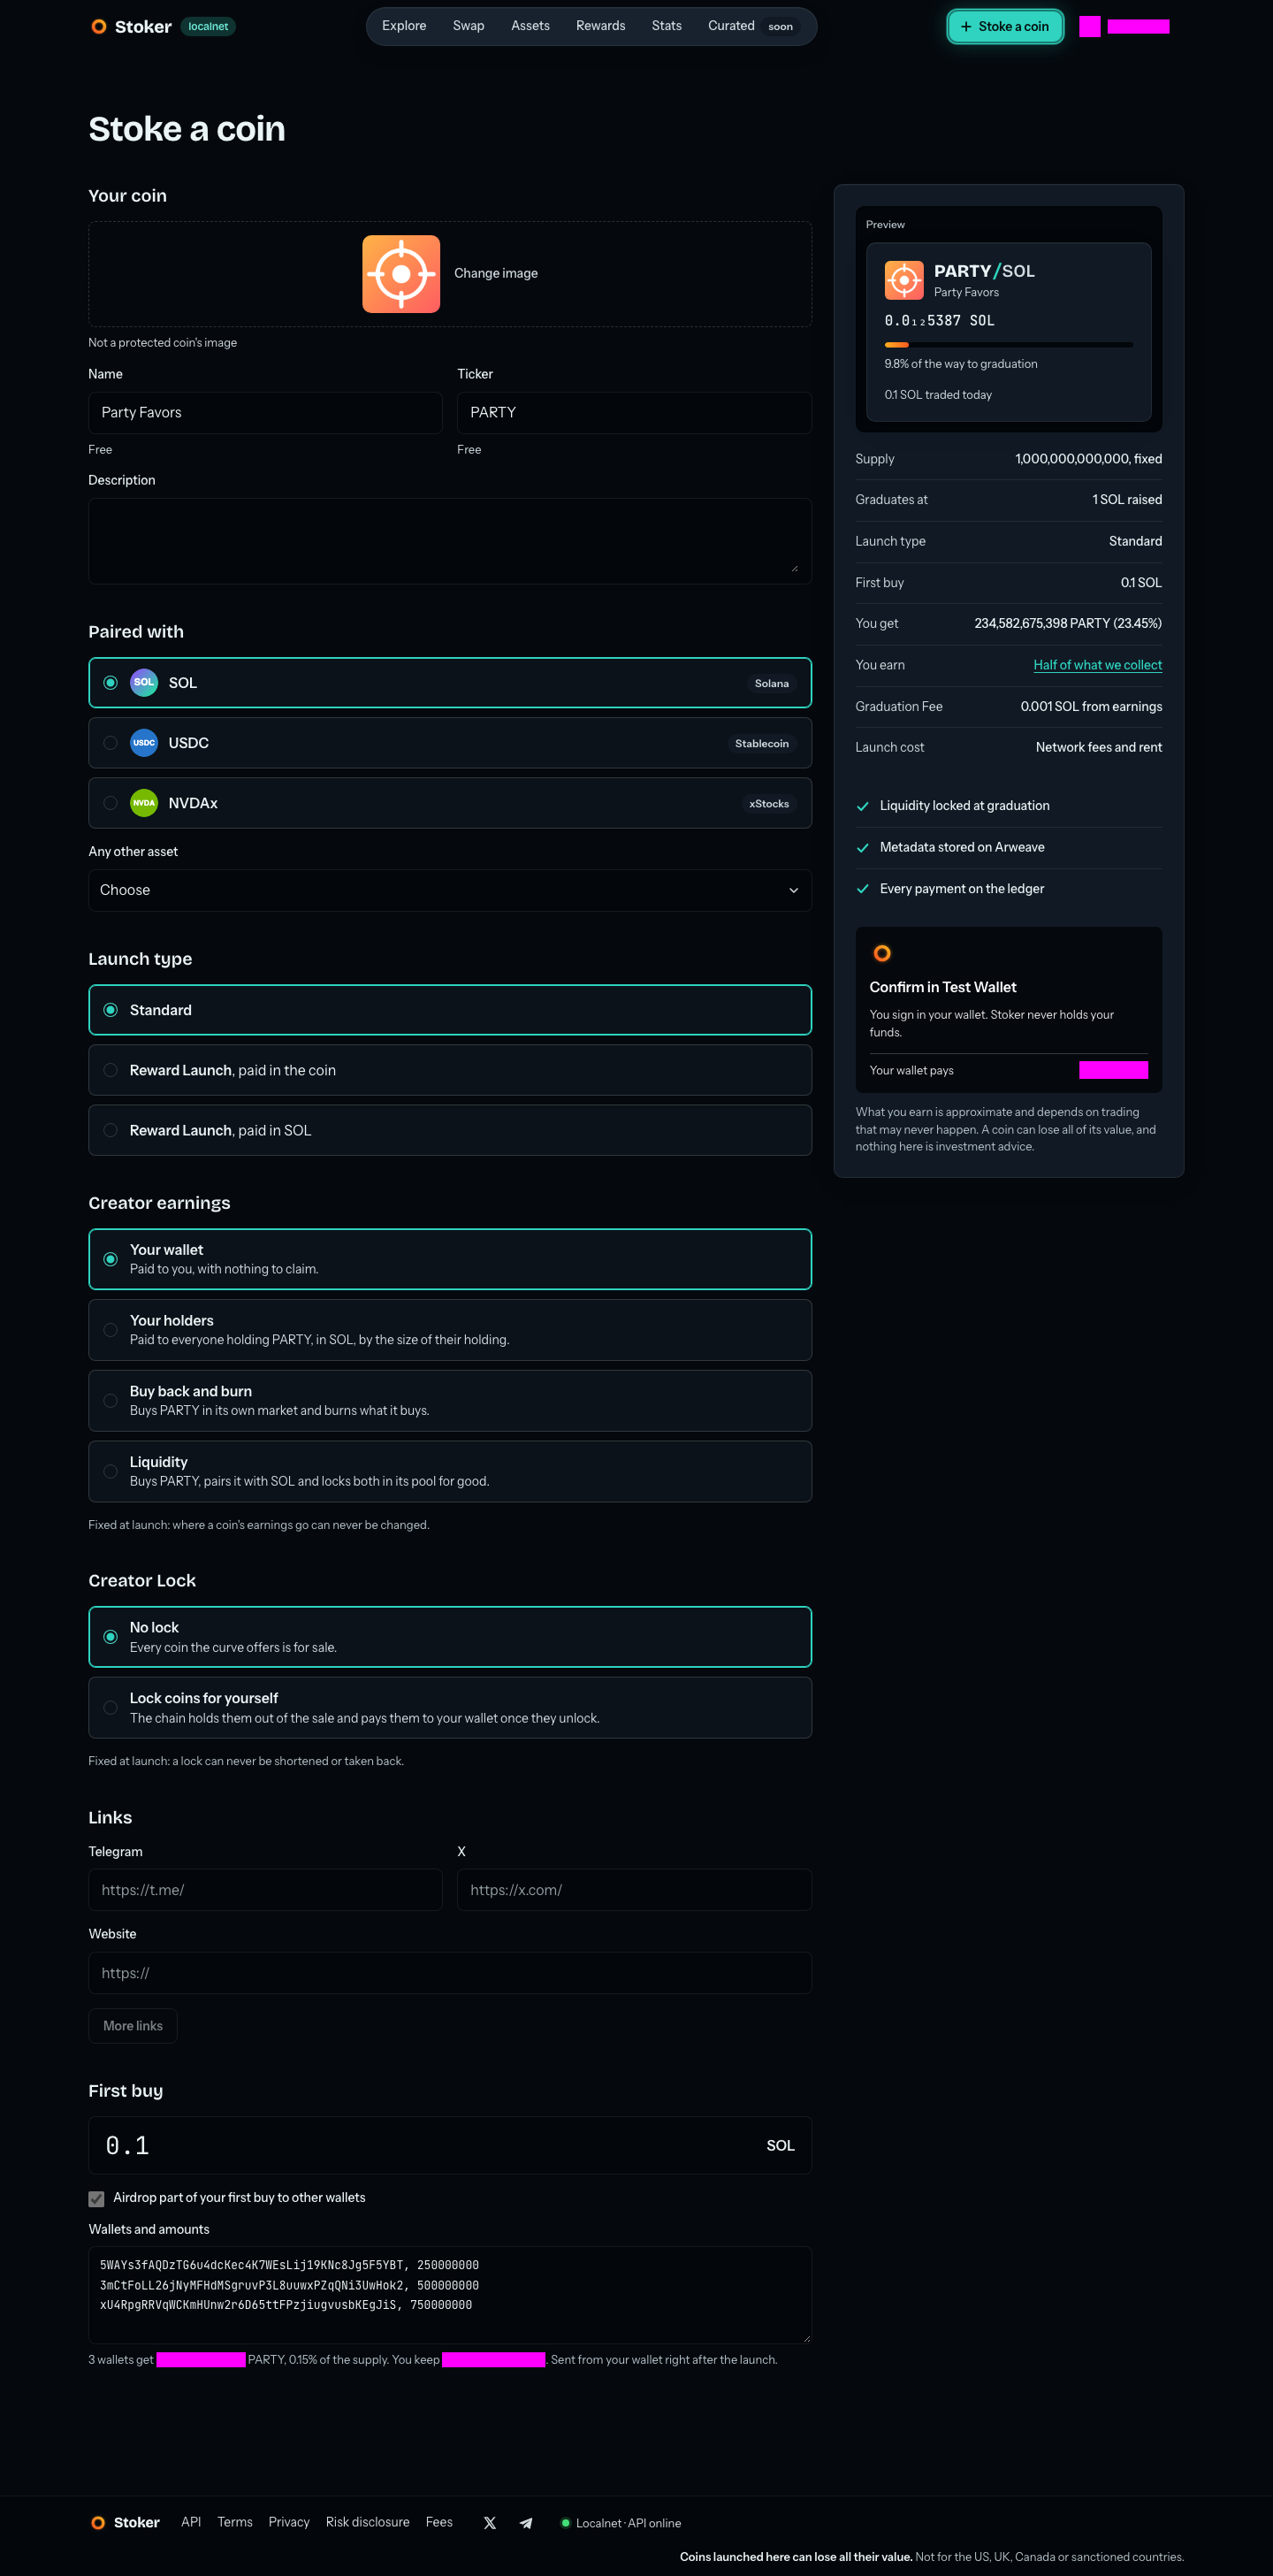 Stoker localnet Explore Swap Assets Rewards Stats Curated soon + Stoke a coin
Stoke a coin
Your coin
Change image
Not a protected coin's image
Name Ticker
Party Favors PARTY
Free Free
Description
Paired with
SOL SOL Solana
USDC USDC Stablecoin
NVDA NVDAx xStocks
Any other asset
Choose
Launch type
Standard
Reward Launch, paid in the coin
Reward Launch, paid in SOL
Creator earnings
Your wallet
Paid to you, with nothing to claim.
Your holders
Paid to everyone holding PARTY, in SOL, by the size of their holding.
Buy back and burn
Buys PARTY in its own market and burns what it buys.
Liquidity
Buys PARTY, pairs it with SOL and locks both in its pool for good.
Fixed at launch: where a coin's earnings go can never be changed.
Creator Lock
No lock
Every coin the curve offers is for sale.
Lock coins for yourself
The chain holds them out of the sale and pays them to your wallet once they unlock.
Fixed at launch: a lock can never be shortened or taken back.
Links
Telegram X
https://t.me/ https://x.com/
Website
https://
More links
First buy
0.1 SOL
Airdrop part of your first buy to other wallets
Wallets and amounts
5WAYs3fAQDzTG6u4dcKec4K7WEsLij19KNc8Jg5F5YBT, 250000000
3mCtFoLL26jNyMFHdMSgruvP3L8uuwxPZqQNi3UwHok2, 500000000
xU4RpgRRVqWCKmHUnw2r6D65ttFPzjiugvusbKEgJiS, 750000000
3 wallets get PARTY, 0.15% of the supply. You keep . Sent from your wallet right after the launch.
Preview
PARTY/SOL
Party Favors
0.0₁₂5387 SOL
9.8% of the way to graduation
0.1 SOL traded today
Supply 1,000,000,000,000, fixed
Graduates at 1 SOL raised
Launch type Standard
First buy 0.1 SOL
You get 234,582,675,398 PARTY (23.45%)
You earn Half of what we collect
Graduation Fee 0.001 SOL from earnings
Launch cost Network fees and rent
Liquidity locked at graduation
Metadata stored on Arweave
Every payment on the ledger
Confirm in Test Wallet
You sign in your wallet. Stoker never holds your
funds.
Your wallet pays
What you earn is approximate and depends on trading
that may never happen. A coin can lose all of its value, and
nothing here is investment advice.
Stoker API Terms Privacy Risk disclosure Fees Localnet · API online
Coins launched here can lose all their value. Not for the US, UK, Canada or sanctioned countries.